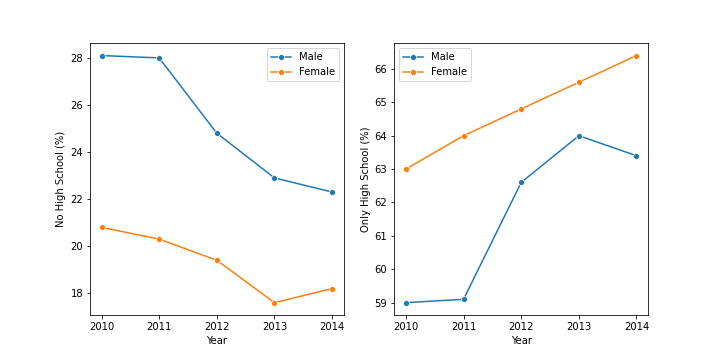 No High School (%)
28
26
24
22
20
18
Male
Female
2010 2011 2012 2013 2014
Year
Only High School (%)
66
65
64
63
62
61
60
59
Male
Female
2010 2011 2012 2013 2014
Year